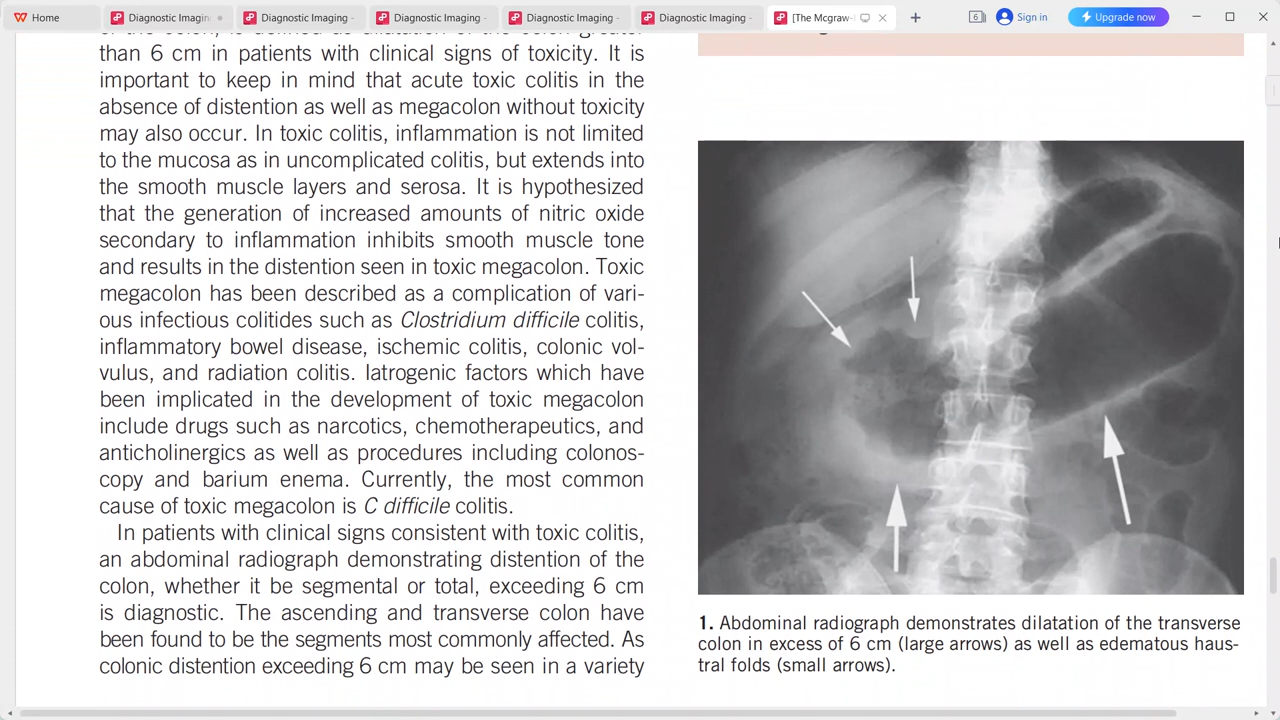 Home
Diagnostic Imagin
Diagnostic Imaging -
Diagnostic Imaging -
Diagnostic Imaging -
Diagnostic Imaging -
[The Mcgraw-
6
Sign in
Upgrade now
than 6 cm in patients with clinical signs of toxicity. It is
important to keep in mind that acute toxic colitis in the
absence of distention as well as megacolon without toxicity
may also occur. In toxic colitis, inflammation is not limited
to the mucosa as in uncomplicated colitis, but extends into
the smooth muscle layers and serosa. It is hypothesized
that the generation of increased amounts of nitric oxide
secondary to inflammation inhibits smooth muscle tone
and results in the distention seen in toxic megacolon. Toxic
megacolon has been described as a complication of vari-
ous infectious colitides such as Clostridium difficile colitis,
inflammatory bowel disease, ischemic colitis, colonic vol-
vulus, and radiation colitis. Iatrogenic factors which have
been implicated in the development of toxic megacolon
include drugs such as narcotics, chemotherapeutics, and
anticholinergics as well as procedures including colonos-
copy and barium enema. Currently, the most common
cause of toxic megacolon is C difficile colitis.
In patients with clinical signs consistent with toxic colitis,
an abdominal radiograph demonstrating distention of the
colon, whether it be segmental or total, exceeding 6 cm
is diagnostic. The ascending and transverse colon have
been found to be the segments most commonly affected. As
colonic distention exceeding 6 cm may be seen in a variety
1. Abdominal radiograph demonstrates dilatation of the transverse
colon in excess of 6 cm (large arrows) as well as edematous haus-
tral folds (small arrows).